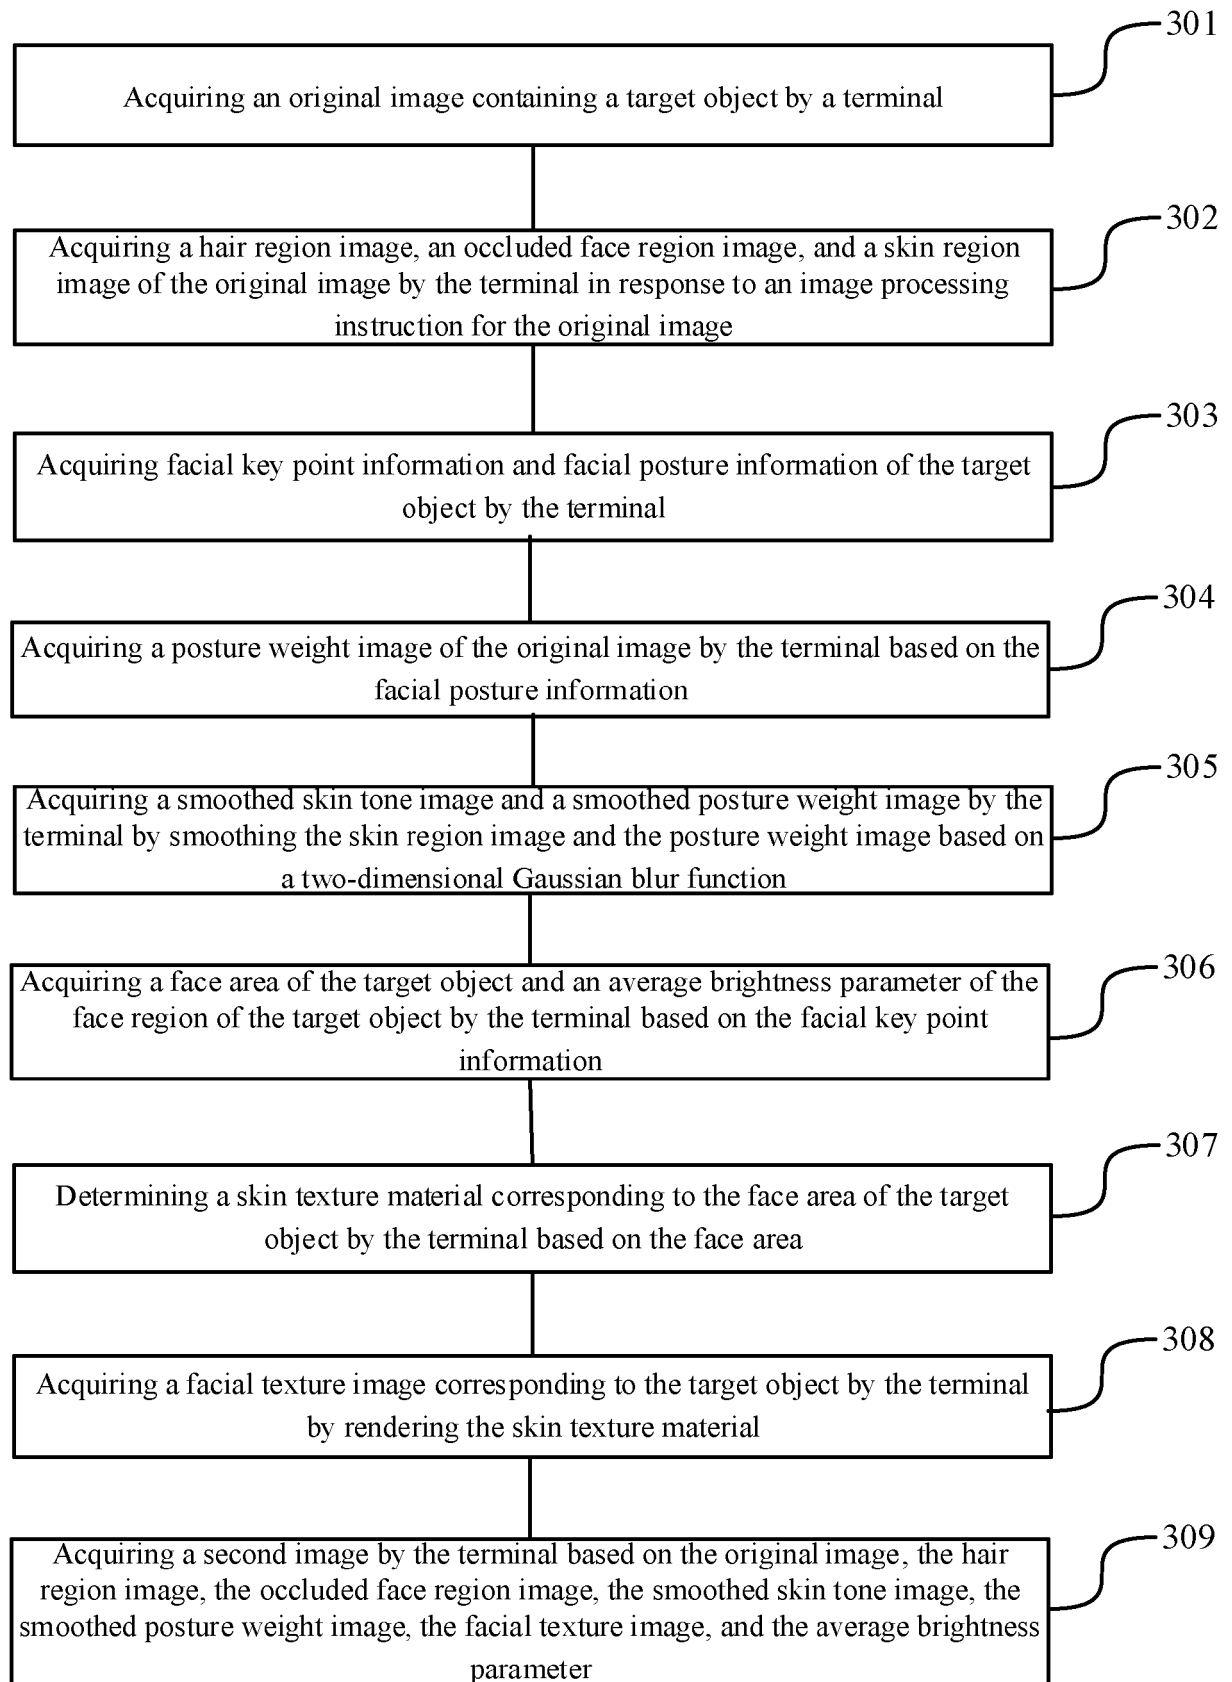 301
Acquiring an original image containing a target object by a terminal
302
Acquiring a hair region image, an occluded face region image, and a skin region
image of the original image by the terminal in response to an image processing
instruction for the original image
303
Acquiring facial key point information and facial posture information of the target
object by the terminal
304
Acquiring a posture weight image of the original image by the terminal based on the
facial posture information
305
Acquiring a smoothed skin tone image and a smoothed posture weight image by the
terminal by smoothing the skin region image and the posture weight image based on
a two-dimensional Gaussian blur function
306
Acquiring a face area of the target object and an average brightness parameter of the
face region of the target object by the terminal based on the facial key point
information
307
Determining a skin texture material corresponding to the face area of the target
object by the terminal based on the face area
308
Acquiring a facial texture image corresponding to the target object by the terminal
by rendering the skin texture material
309
Acquiring a second image by the terminal based on the original image, the hair
region image, the occluded face region image, the smoothed skin tone image, the
smoothed posture weight image, the facial texture image, and the average brightness
parameter